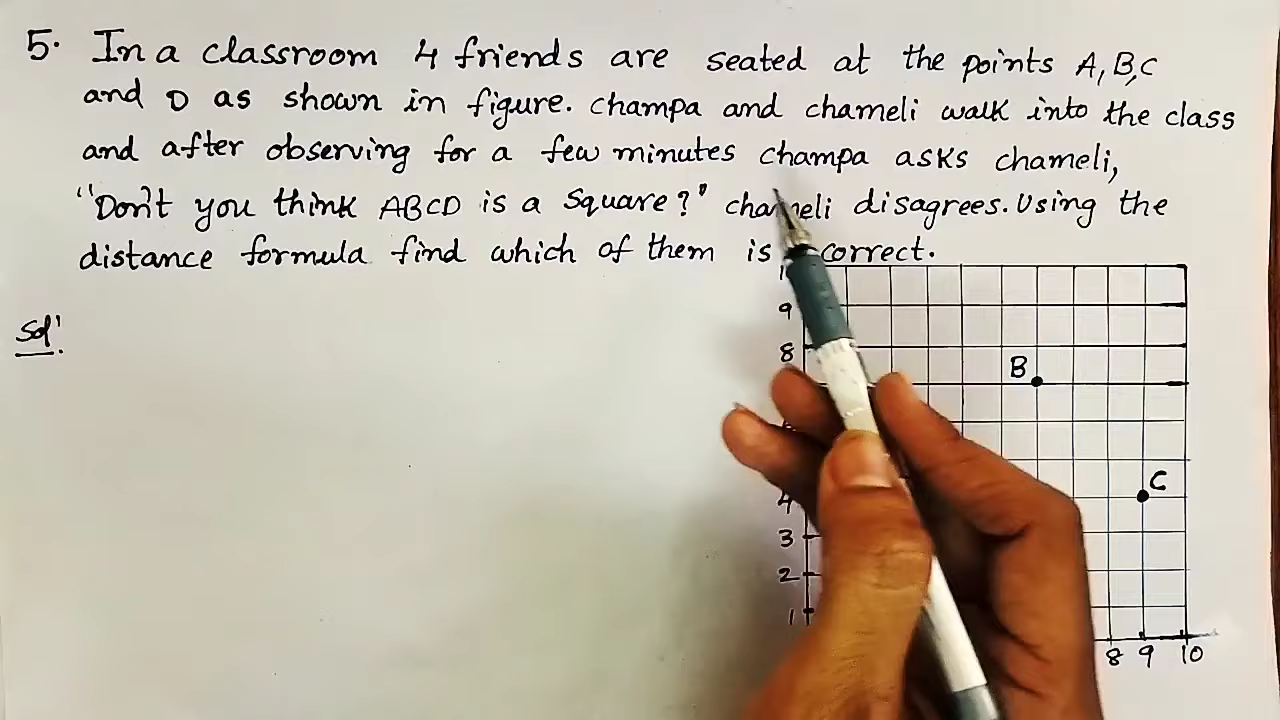 5. In a classroom 4 friends are seated at the points A, B, C
and D as shown in figure. Champa and chameli walk into the class
and after observing for a few minutes champa asks chameli,
"Don't you think ABCD is a square?" chameli disagrees. Using the
distance formula find which of them is correct.
Sol!
9
8
B
C
4
3
2
1
8 9 10